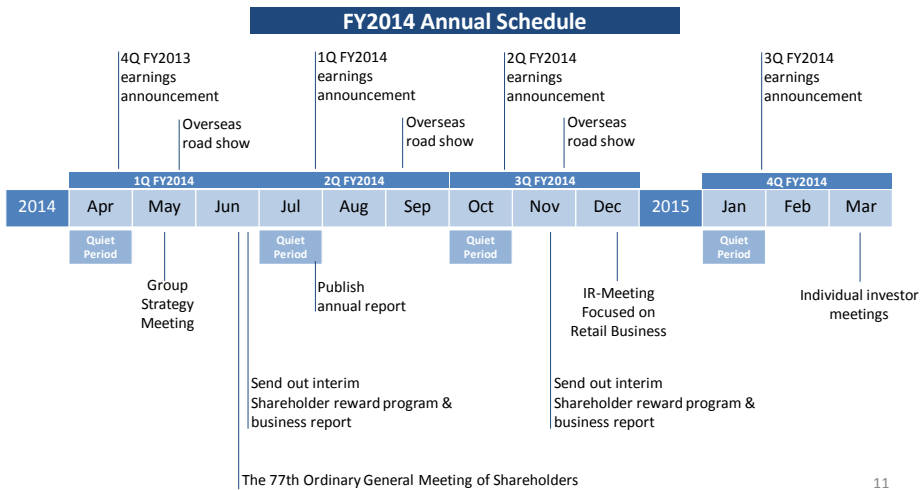 FY2014 Annual Schedule
4Q FY2013
earnings
announcement
1Q FY2014
earnings
announcement
2Q FY2014
earnings
announcement
3Q FY2014
earnings
announcement
Overseas
road show
Overseas
road show
Overseas
road show
1Q FY2014
2Q FY2014
3Q FY2014
4Q FY2014
2014 Apr May Jun Jul Aug Sep Oct Nov Dec 2015 Jan Feb Mar
Quiet
Period
Quiet
Period
Quiet
Period
Quiet
Period
Group
Strategy
Meeting
Publish
annual report
IR-Meeting
Focused on
Retail Business
Individual investor
meetings
Send out interim
Shareholder reward program &
business report
Send out interim
Shareholder reward program &
business report
The 77th Ordinary General Meeting of Shareholders
11